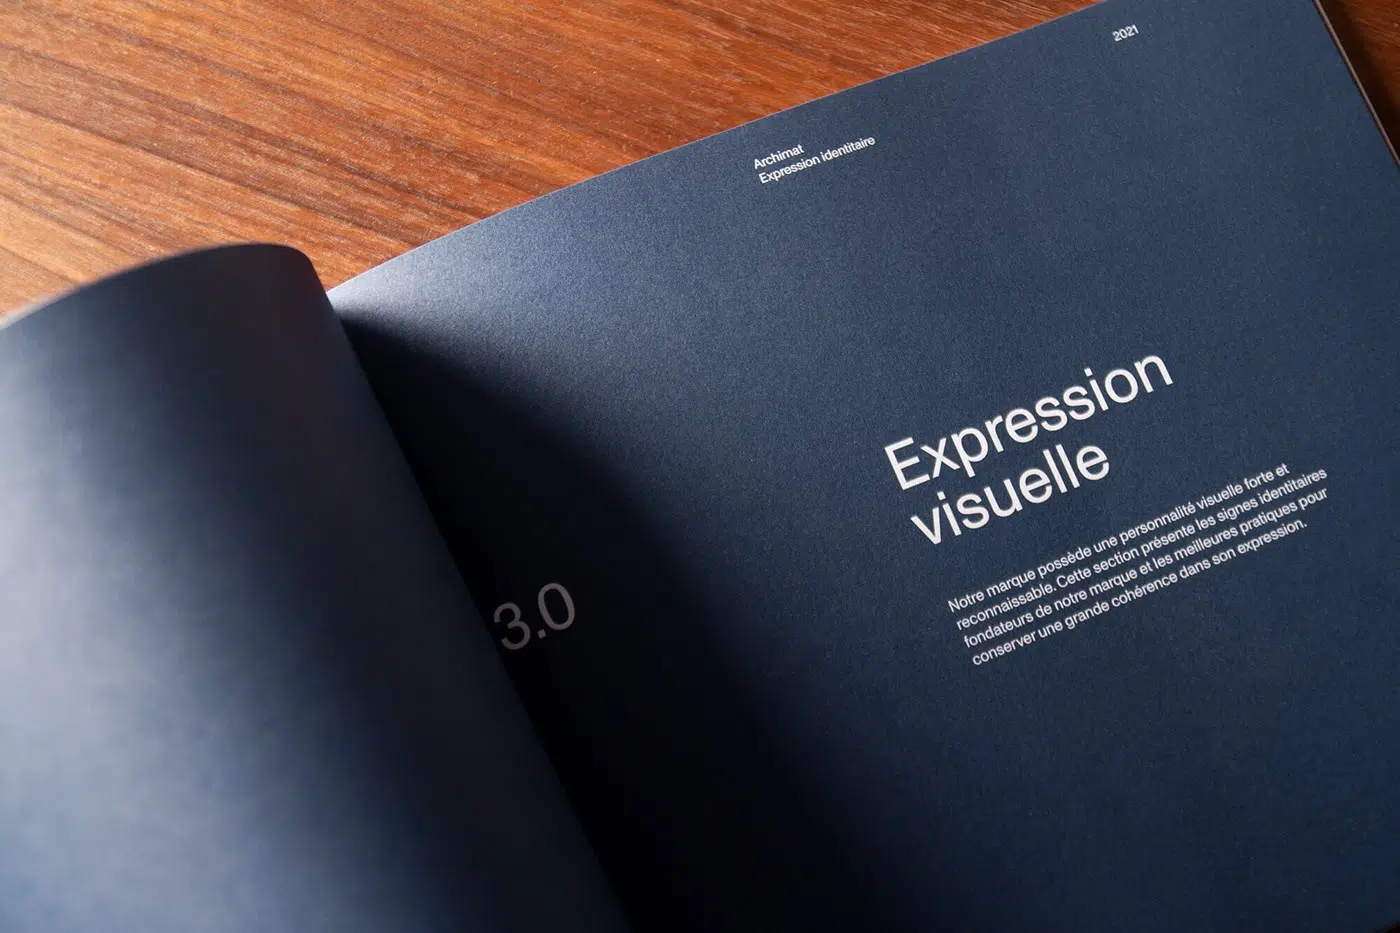 Archimat
Expression identitaire
2021
3.0
Expression
visuelle
Notre marque possède une personnalité visuelle forte et
reconnaissable. Cette section présente les signes identitaires
fondateurs de notre marque et les meilleures pratiques pour
conserver une grande cohérence dans son expression.